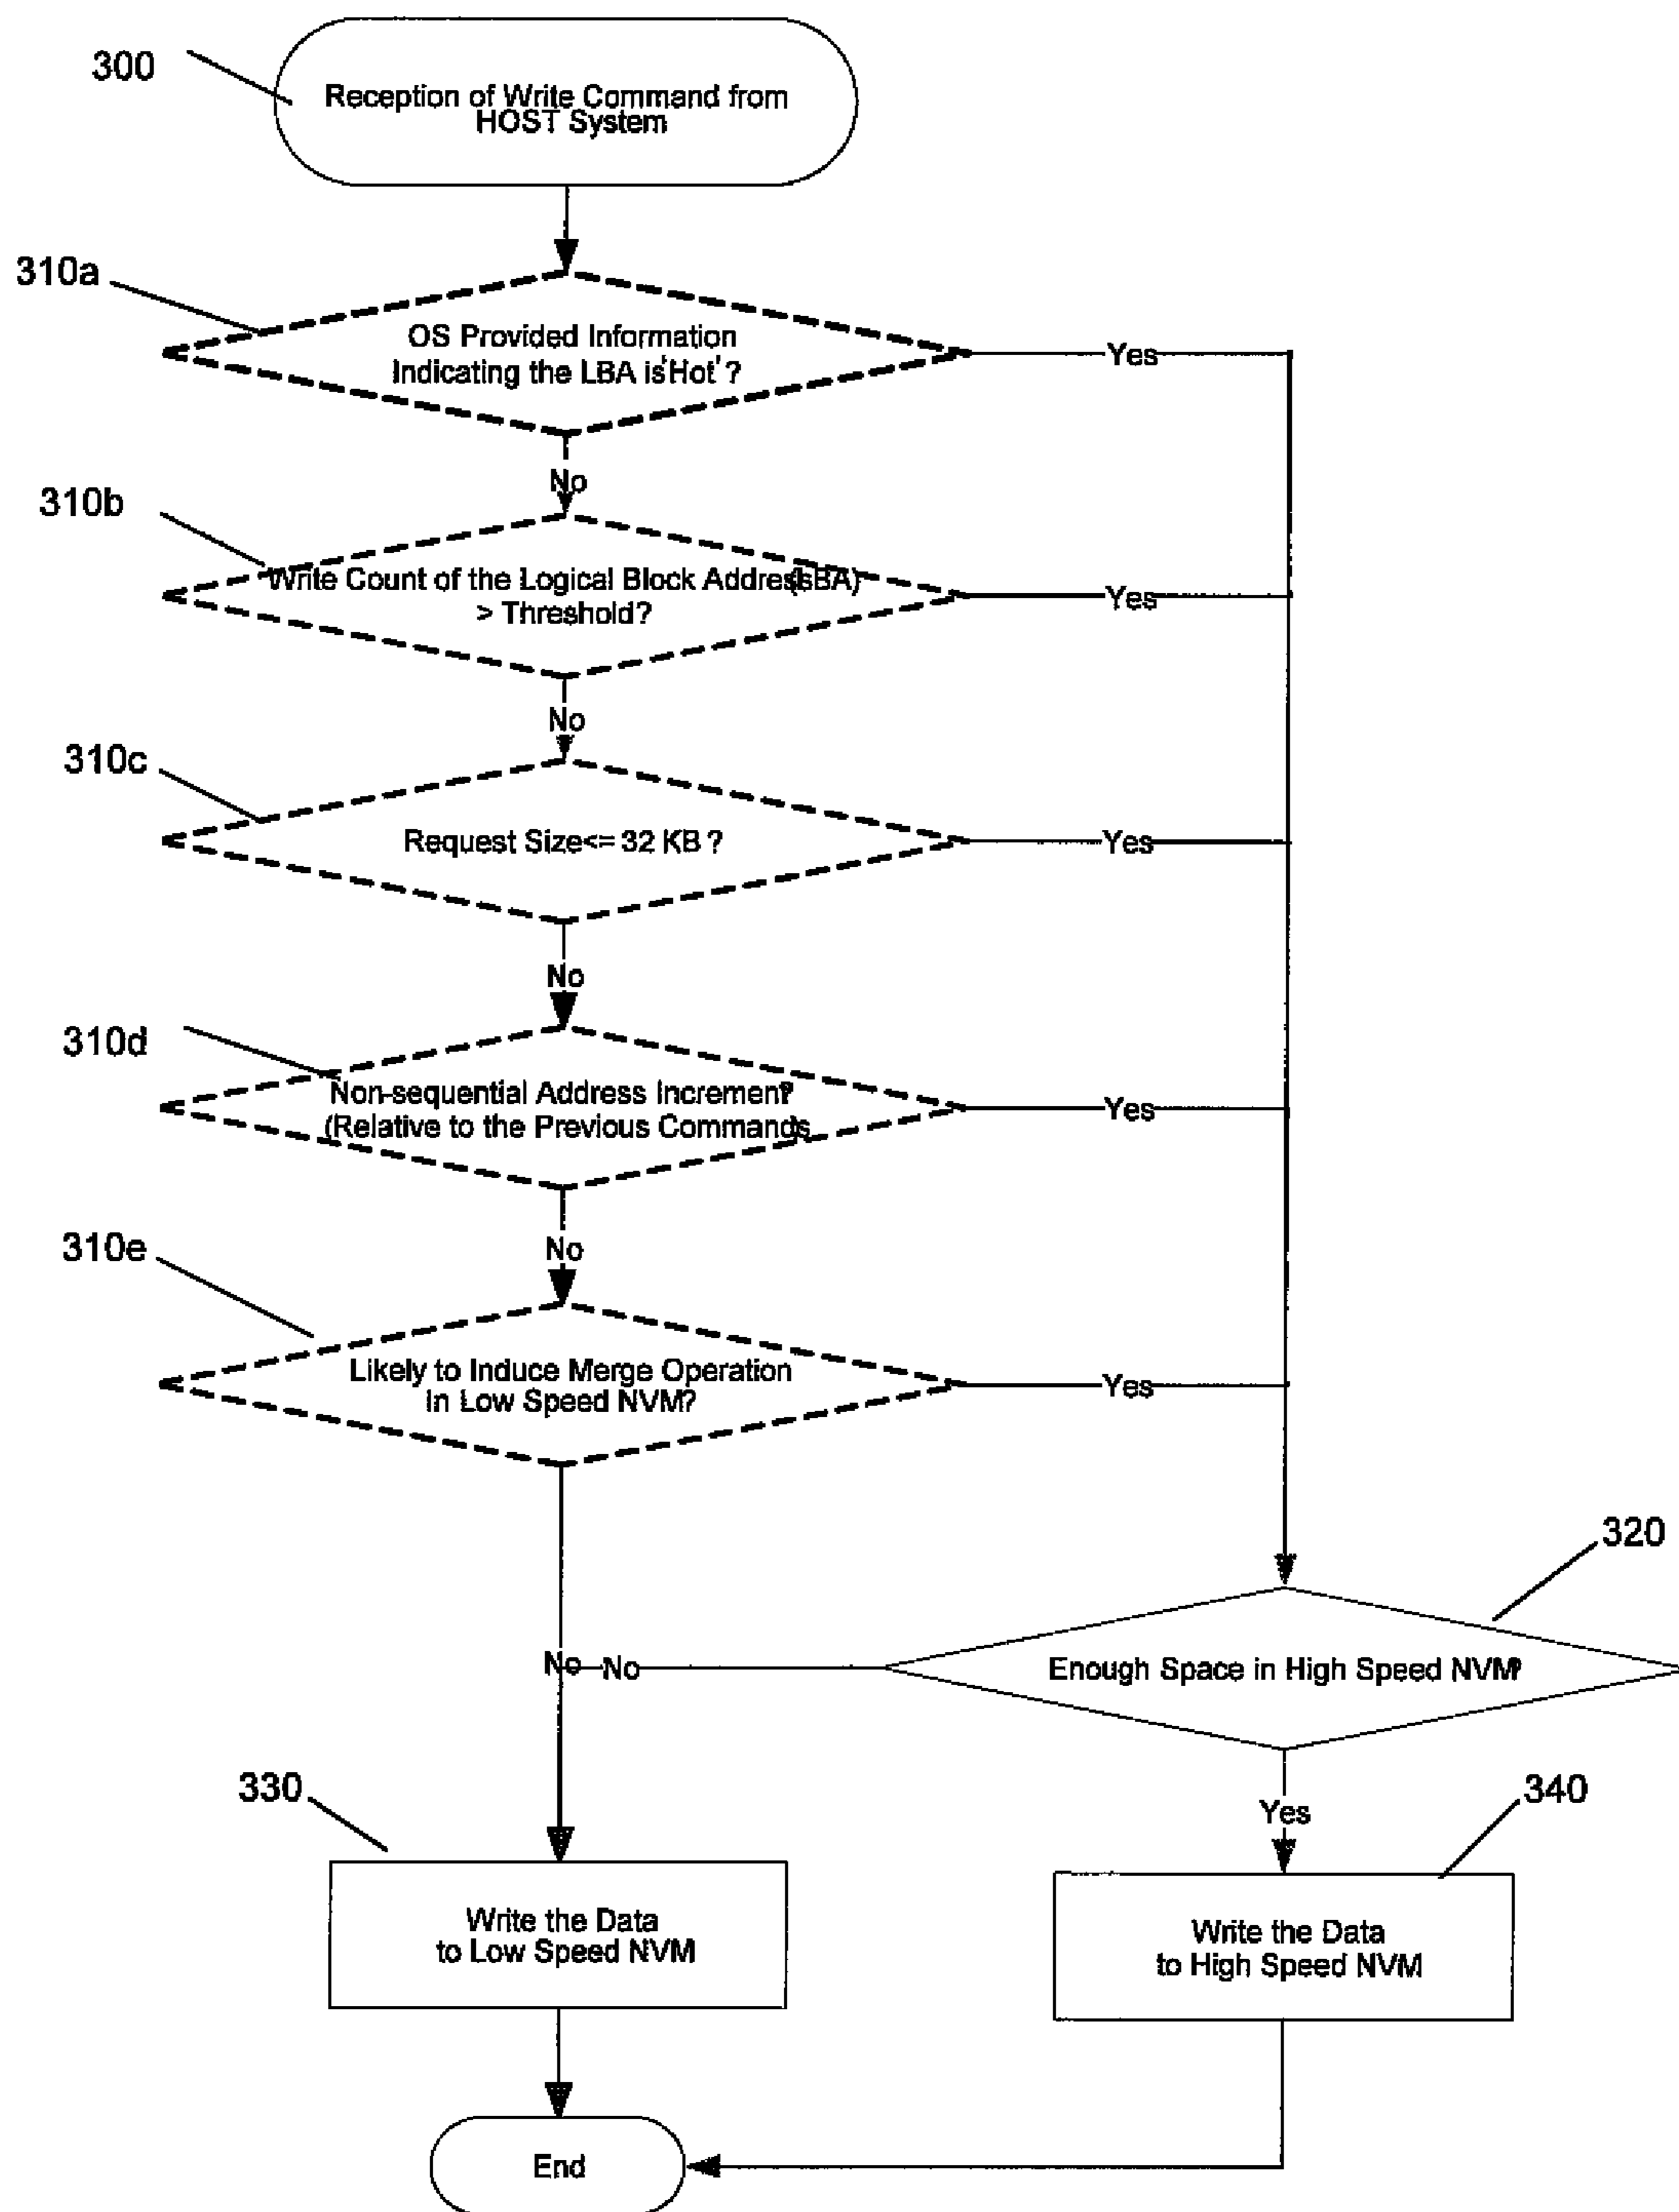 300
Reception of Write Command from
HOST System
310a
OS Provided Information
Indicating the LBA is 'Hot' ?
Yes
No
310b
Write Count of the Logical Block Address (LBA)
> Threshold?
Yes
No
310c
Request Size<= 32 KB ?
Yes
No
310d
Non-sequential Address Increment?
(Relative to the Previous Commands)
Yes
No
310e
Likely to Induce Merge Operation
In Low Speed NVM?
Yes
320
Enough Space in High Speed NVM?
No
No
Yes
330
340
Write the Data
to Low Speed NVM
Write the Data
to High Speed NVM
End